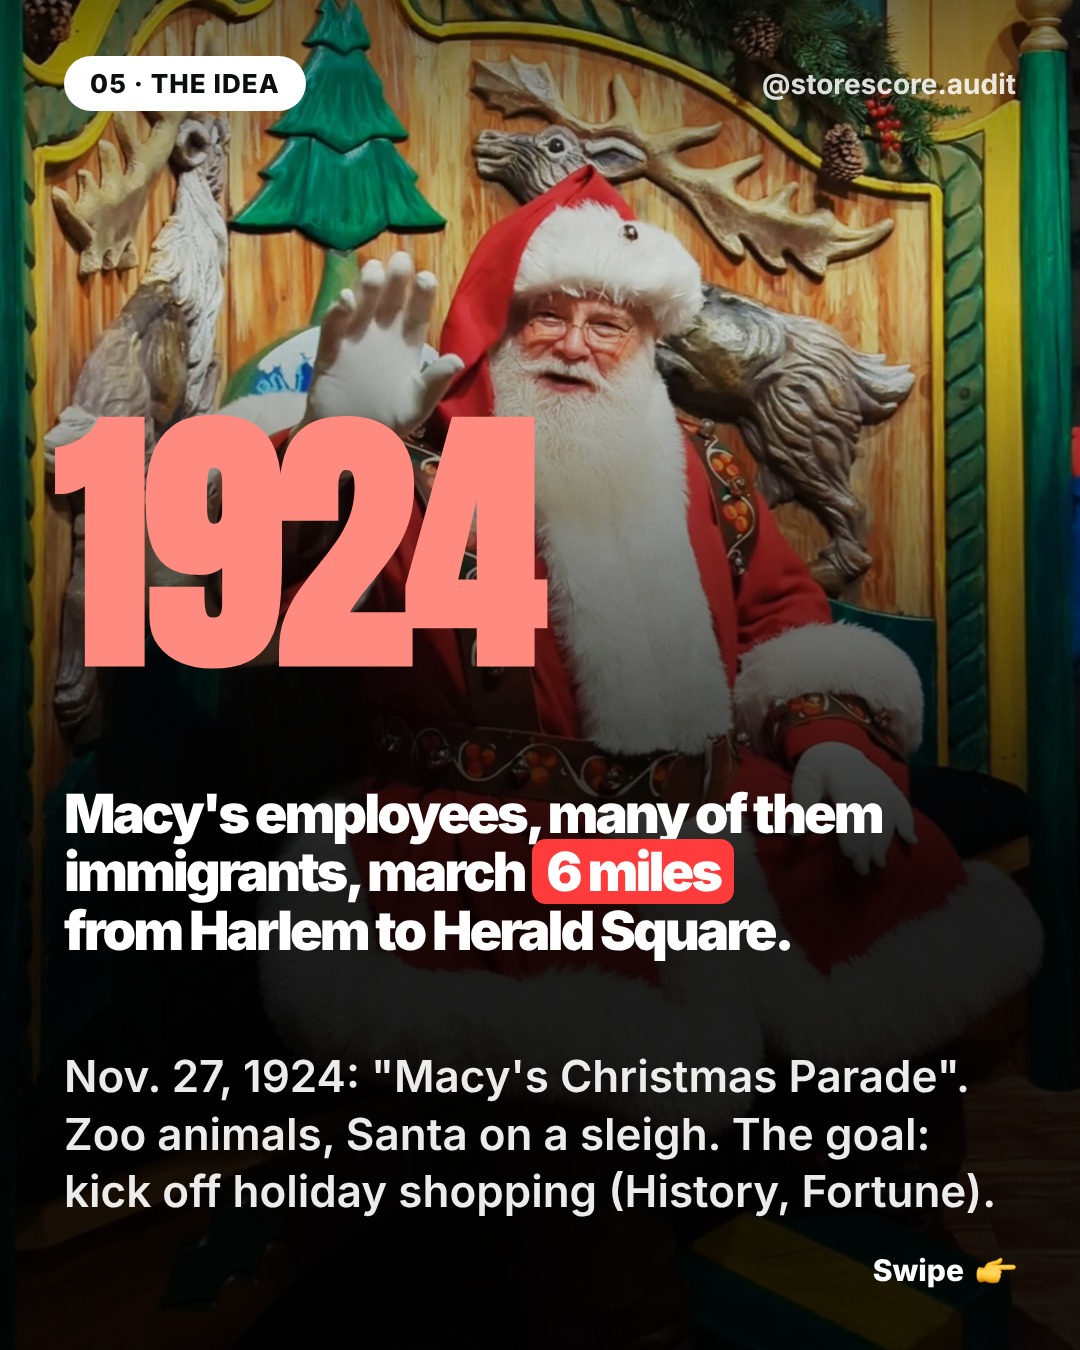 05 · THE IDEA
@storescore.audit
1924
Macy's employees, many of them
immigrants, march 6 miles
from Harlem to Herald Square.
Nov. 27, 1924: "Macy's Christmas Parade".
Zoo animals, Santa on a sleigh. The goal:
kick off holiday shopping (History, Fortune).
Swipe 👉